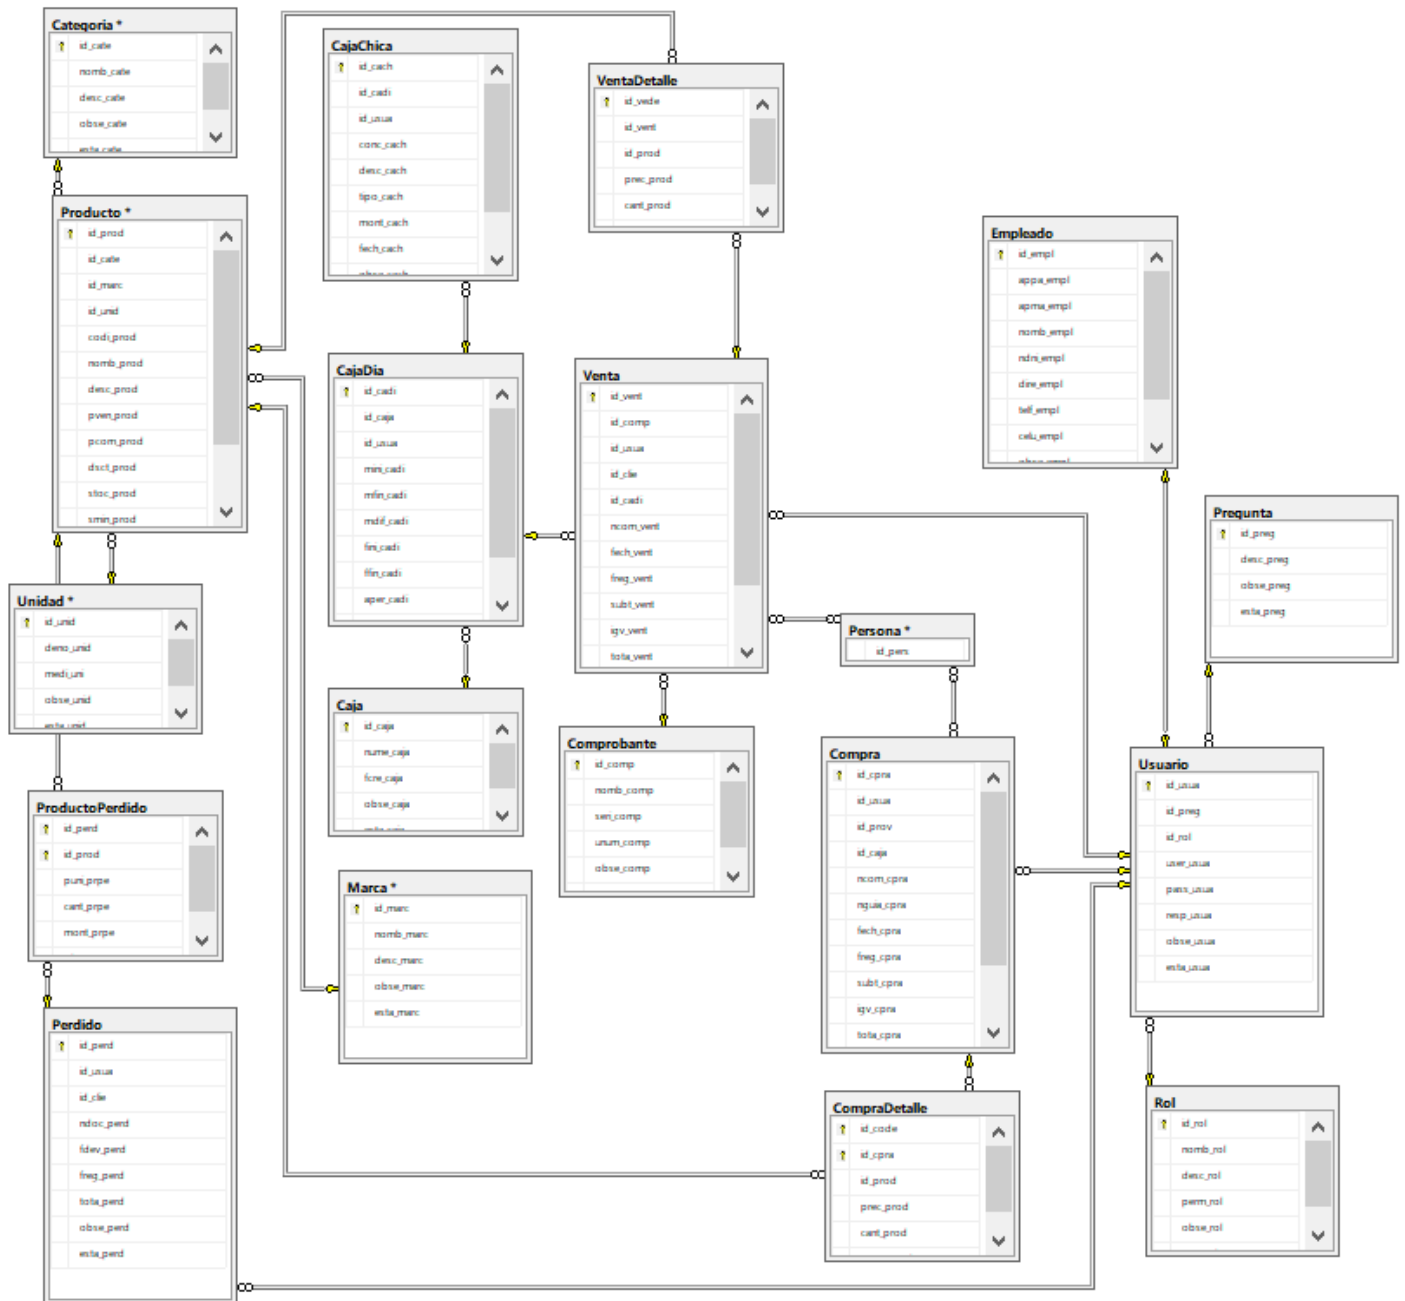 Categoria *
id_cate
nomb_cate
desc_cate
obse_cate
esta_cate
CajaChica
id_cach
id_cadi
id_usua
conc_cach
desc_cach
tipo_cach
mont_cach
fech_cach
obse_cach
VentaDetalle
id_vede
id_vent
id_prod
prec_prod
cant_prod
Producto *
id_prod
id_cate
id_marc
id_unid
codi_prod
nomb_prod
desc_prod
pven_prod
pcom_prod
dsct_prod
stoc_prod
smin_prod
Empleado
id_empl
appa_empl
apma_empl
nomb_empl
ndni_empl
dire_empl
telf_empl
celu_empl
obse_empl
CajaDia
id_cadi
id_caja
id_usua
mini_cadi
mfin_cadi
mdif_cadi
fini_cadi
ffin_cadi
aper_cadi
Venta
id_vent
id_comp
id_usua
id_clie
id_cadi
ncom_vent
fech_vent
freg_vent
subt_vent
igv_vent
tota_vent
Pregunta
id_preg
desc_preg
obse_preg
esta_preg
Unidad *
id_unid
deno_unid
medi_uni
obse_unid
esta_unid
Persona *
id_pers
Caja
id_caja
nume_caja
fcre_caja
obse_caja
esta_caja
Comprobante
id_comp
nomb_comp
seri_comp
unum_comp
obse_comp
Compra
id_cpra
id_usua
id_prov
id_caja
ncom_cpra
nguia_cpra
fech_cpra
freg_cpra
subt_cpra
igv_cpra
tota_cpra
Usuario
id_usua
id_preg
id_rol
user_usua
pass_usua
resp_usua
obse_usua
esta_usua
ProductoPerdido
id_perd
id_prod
puni_prpe
cant_prpe
mont_prpe
Marca *
id_marc
nomb_marc
desc_marc
obse_marc
esta_marc
Perdido
id_perd
id_usua
id_clie
ndoc_perd
fdev_perd
freg_perd
tota_perd
obse_perd
esta_perd
CompraDetalle
id_code
id_cpra
id_prod
prec_prod
cant_prod
Rol
id_rol
nomb_rol
desc_rol
perm_rol
obse_rol